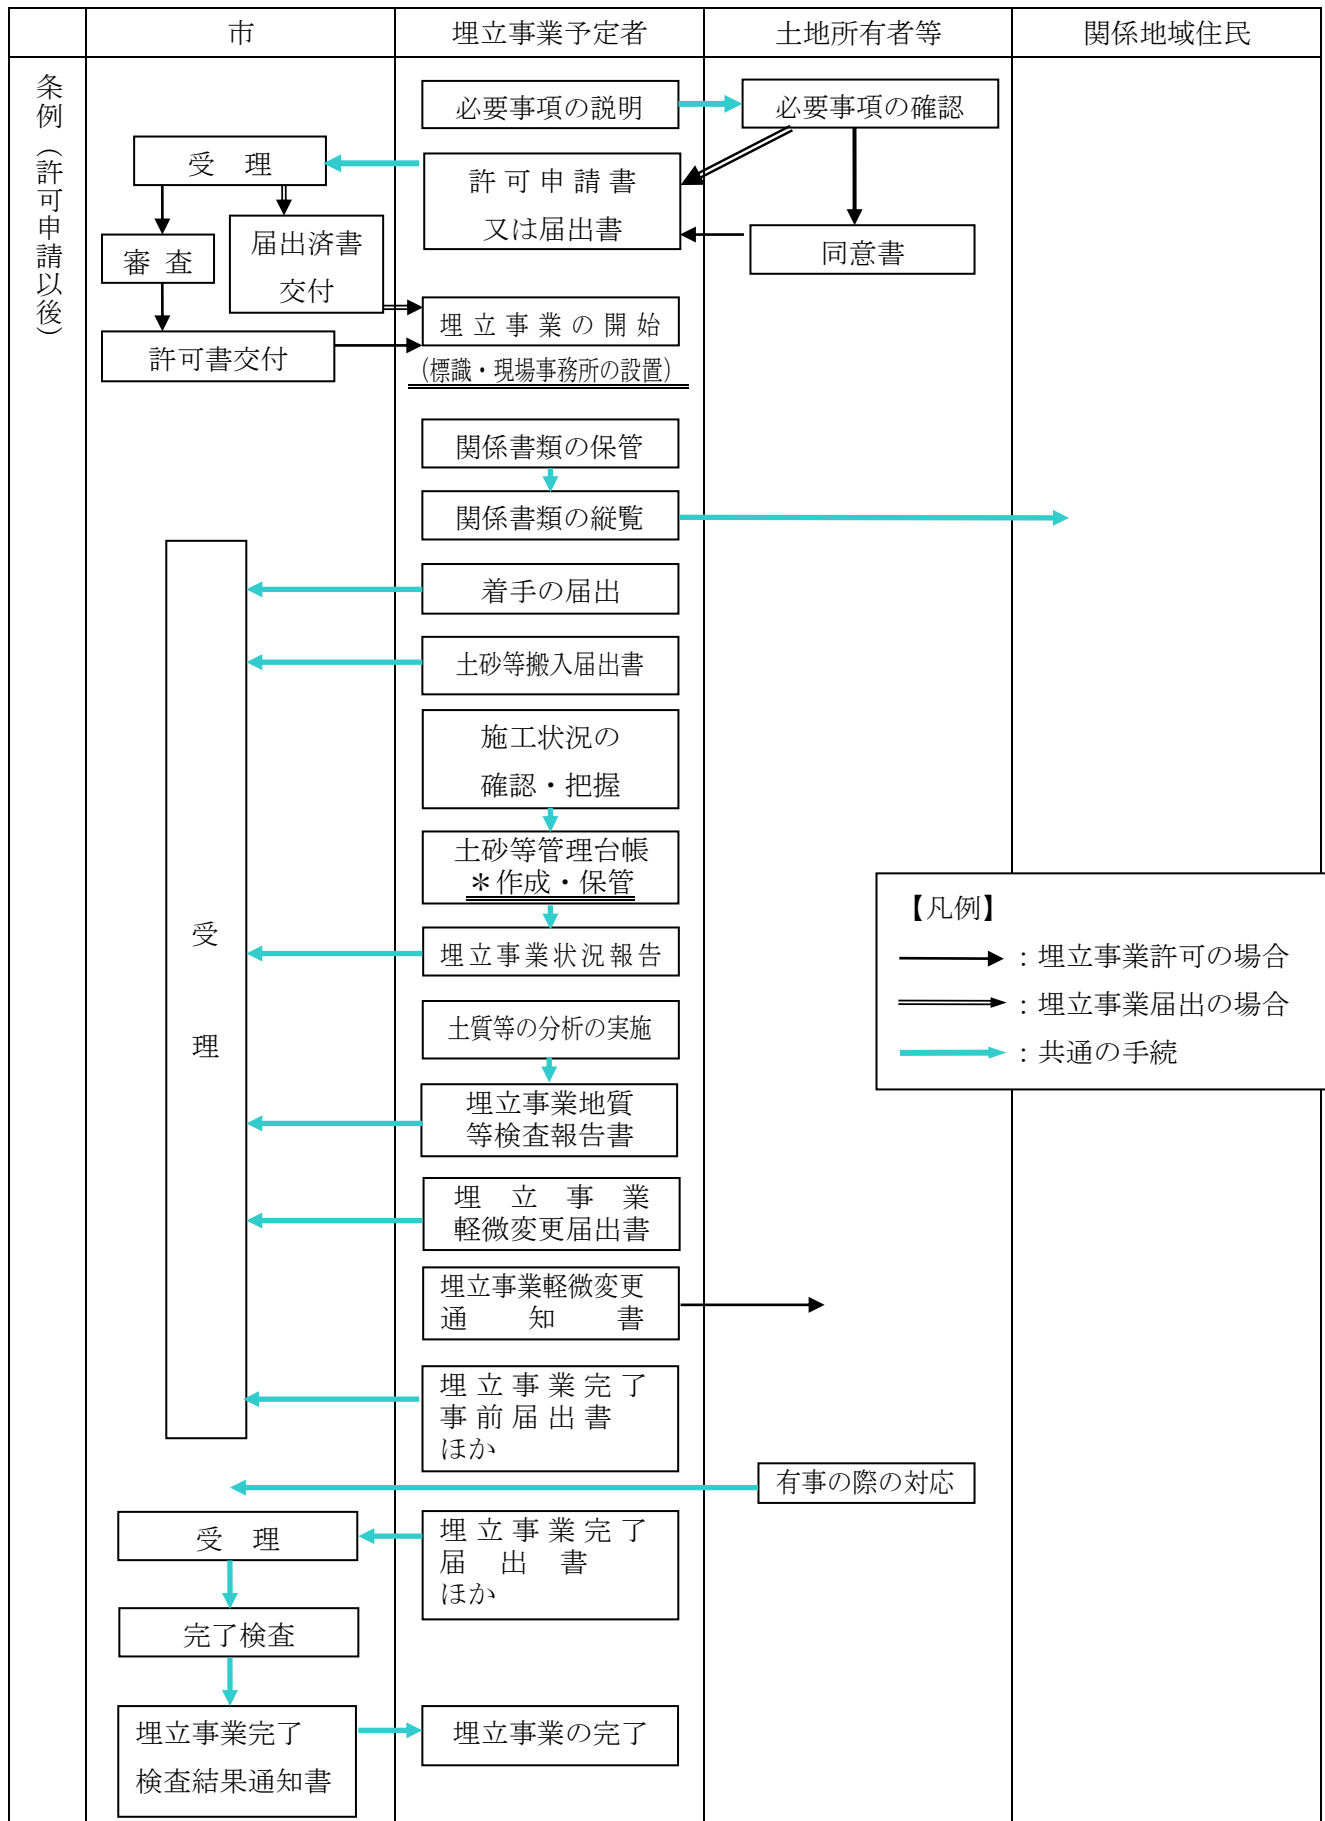 市
埋立事業予定者
土地所有者等
関係地域住民
条例（許可申請以後）
必要事項の説明
必要事項の確認
受　理
許可申請書
又は届出書
同意書
審 査
届出済書
交付
埋立事業の開始
（標識・現場事務所の設置）
許可書交付
関係書類の保管
関係書類の縦覧
着手の届出
土砂等搬入届出書
施工状況の
確認・把握
土砂等管理台帳
＊作成・保管
埋立事業状況報告
受　理
土質等の分析の実施
埋立事業地質
等検査報告書
埋立事業
軽微変更届出書
埋立事業軽微変更
通知書
埋立事業完了
事前届出書
ほか
【凡例】
：埋立事業許可の場合
：埋立事業届出の場合
：共通の手続
有事の際の対応
受　理
埋立事業完了
届出書
ほか
完了検査
埋立事業完了
検査結果通知書
埋立事業の完了